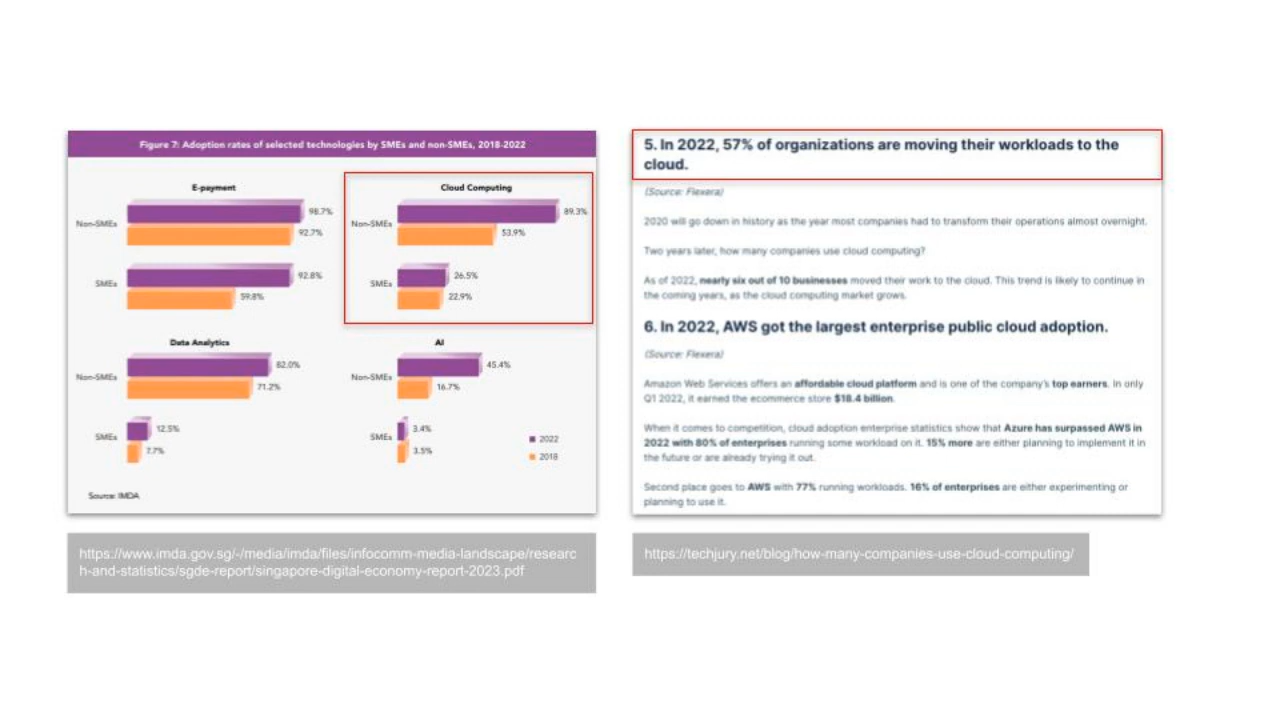 Figure 7: Adoption rates of selected technologies by SMEs and non-SMEs, 2018-2022
E-payment
Non-SMEs
98.7%
92.7%
SMEs
92.8%
59.8%
Cloud Computing
Non-SMEs
89.3%
53.9%
SMEs
26.5%
22.9%
Data Analytics
Non-SMEs
82.0%
71.2%
SMEs
12.5%
7.7%
AI
Non-SMEs
45.4%
16.7%
SMEs
3.4%
3.5%
2022
2018
Source: IMDA
https://www.imda.gov.sg/-/media/imda/files/infocomm-media-landscape/researc
h-and-statistics/sgde-report/singapore-digital-economy-report-2023.pdf
5. In 2022, 57% of organizations are moving their workloads to the
cloud.
(Source: Flexera)
2020 will go down in history as the year most companies had to transform their operations almost overnight.
Two years later, how many companies use cloud computing?
As of 2022, nearly six out of 10 businesses moved their work to the cloud. This trend is likely to continue in
the coming years, as the cloud computing market grows.
6. In 2022, AWS got the largest enterprise public cloud adoption.
(Source: Flexera)
Amazon Web Services offers an affordable cloud platform and is one of the company's top earners. In only
Q1 2022, it earned the ecommerce store $18.4 billion.
When it comes to competition, cloud adoption enterprise statistics show that Azure has surpassed AWS in
2022 with 80% of enterprises running some workload on it. 15% more are either planning to implement it in
the future or are already trying it out.
Second place goes to AWS with 77% running workloads. 16% of enterprises are either experimenting or
planning to use it.
https://techjury.net/blog/how-many-companies-use-cloud-computing/